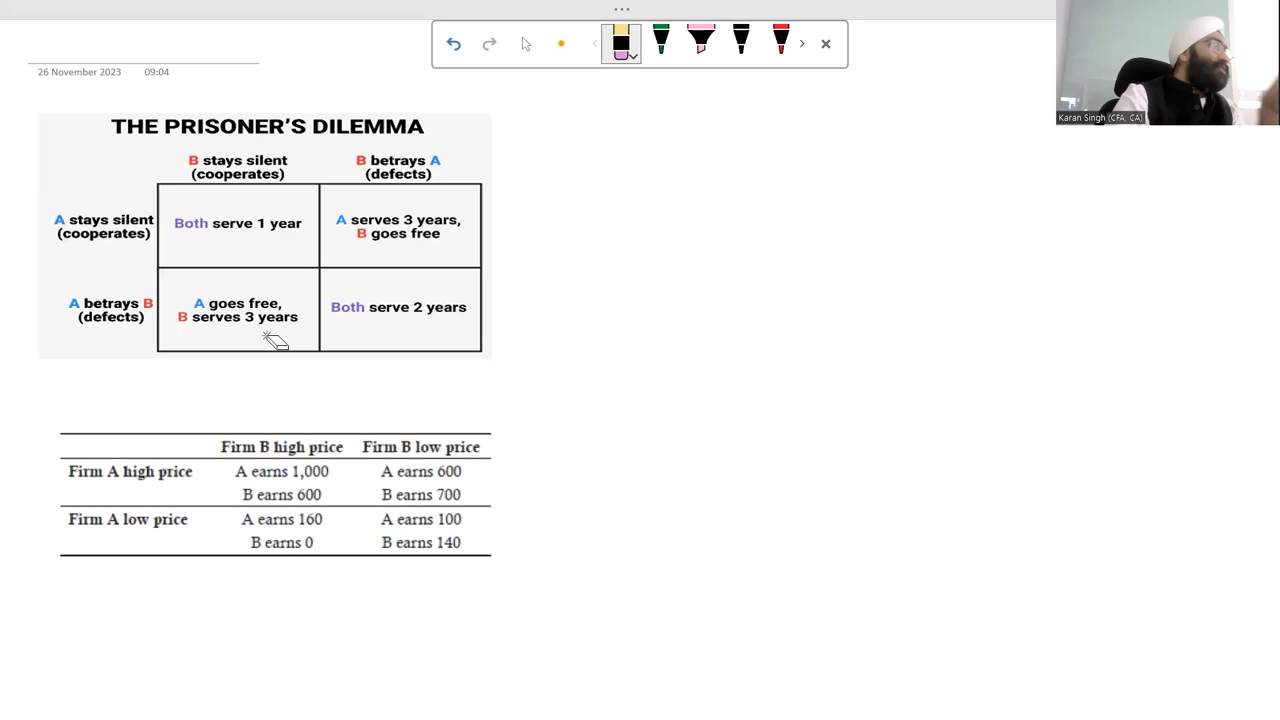 26 November 2023 09:04
Karan Singh (CFA, CA)
THE PRISONER'S DILEMMA
B stays silent B betrays A
(cooperates) (defects)
A stays silent Both serve 1 year A serves 3 years,
(cooperates) B goes free
A betrays B A goes free, Both serve 2 years
(defects) B serves 3 years
Firm B high price Firm B low price
Firm A high price A earns 1,000 A earns 600
B earns 600 B earns 700
Firm A low price A earns 160 A earns 100
B earns 0 B earns 140